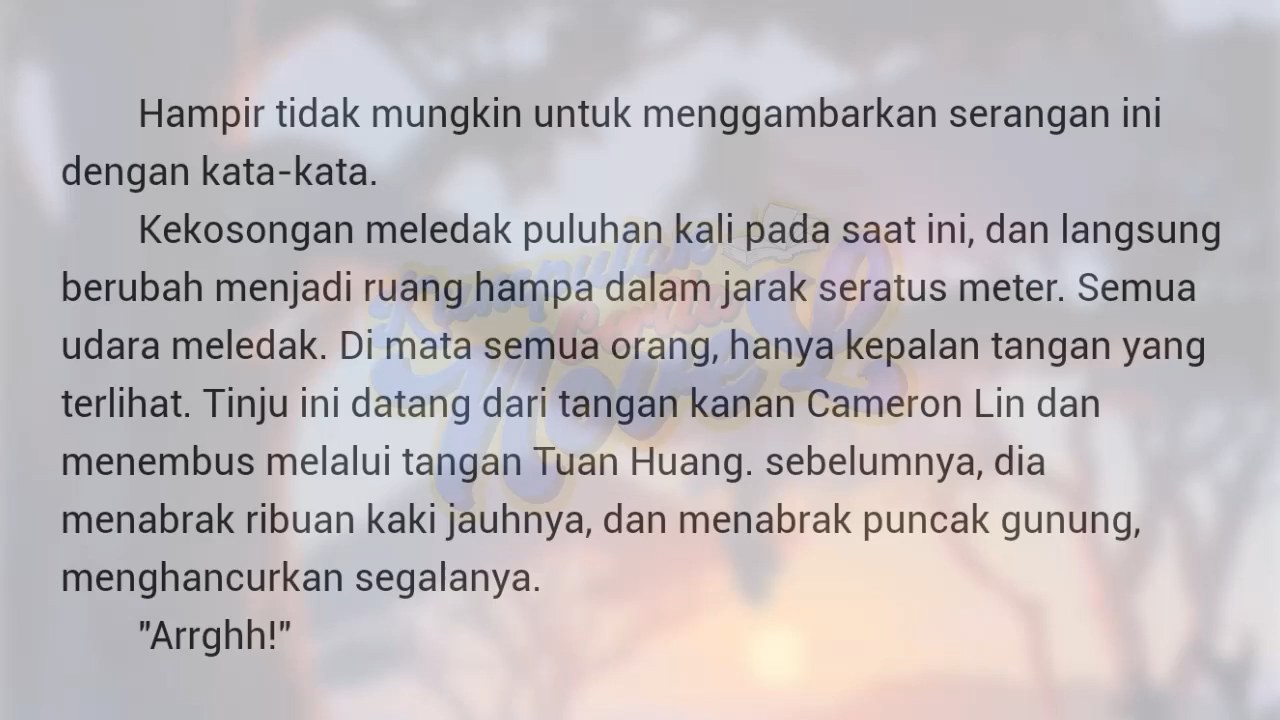 Hampir tidak mungkin untuk menggambarkan serangan ini
dengan kata-kata.
Kekosongan meledak puluhan kali pada saat ini, dan langsung
berubah menjadi ruang hampa dalam jarak seratus meter. Semua
udara meledak. Di mata semua orang, hanya kepalan tangan yang
terlihat. Tinju ini datang dari tangan kanan Cameron Lin dan
menembus melalui tangan Tuan Huang. sebelumnya, dia
menabrak ribuan kaki jauhnya, dan menabrak puncak gunung,
menghancurkan segalanya.
"Arrghh!"
Kumpulan
Cerita
Novel